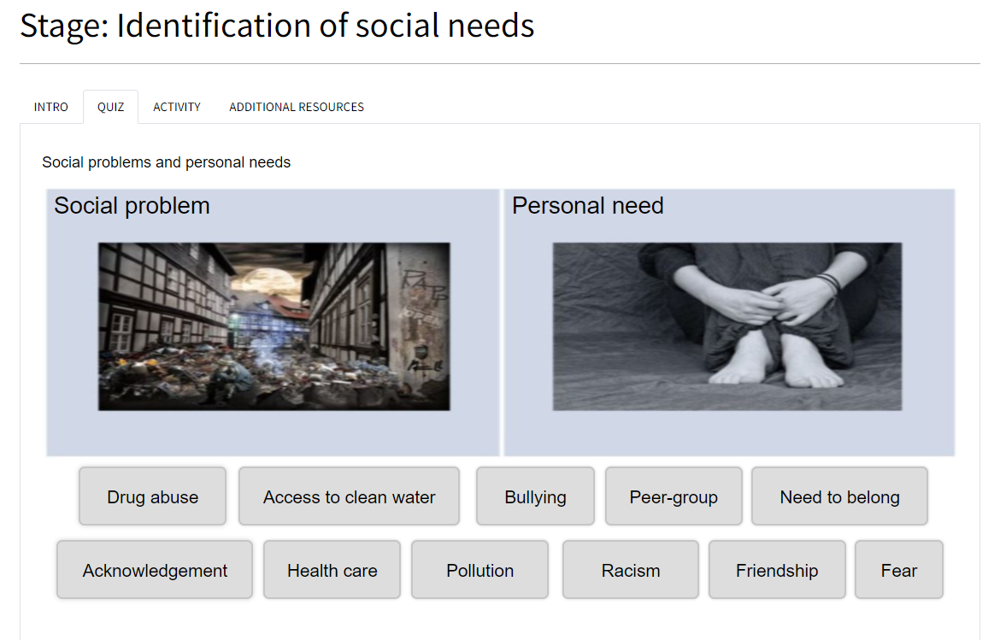 Stage: Identification of social needs
INTRO QUIZ ACTIVITY ADDITIONAL RESOURCES
Social problems and personal needs
Social problem Personal need
Drug abuse Access to clean water Bullying Peer-group Need to belong
Acknowledgement Health care Pollution Racism Friendship Fear